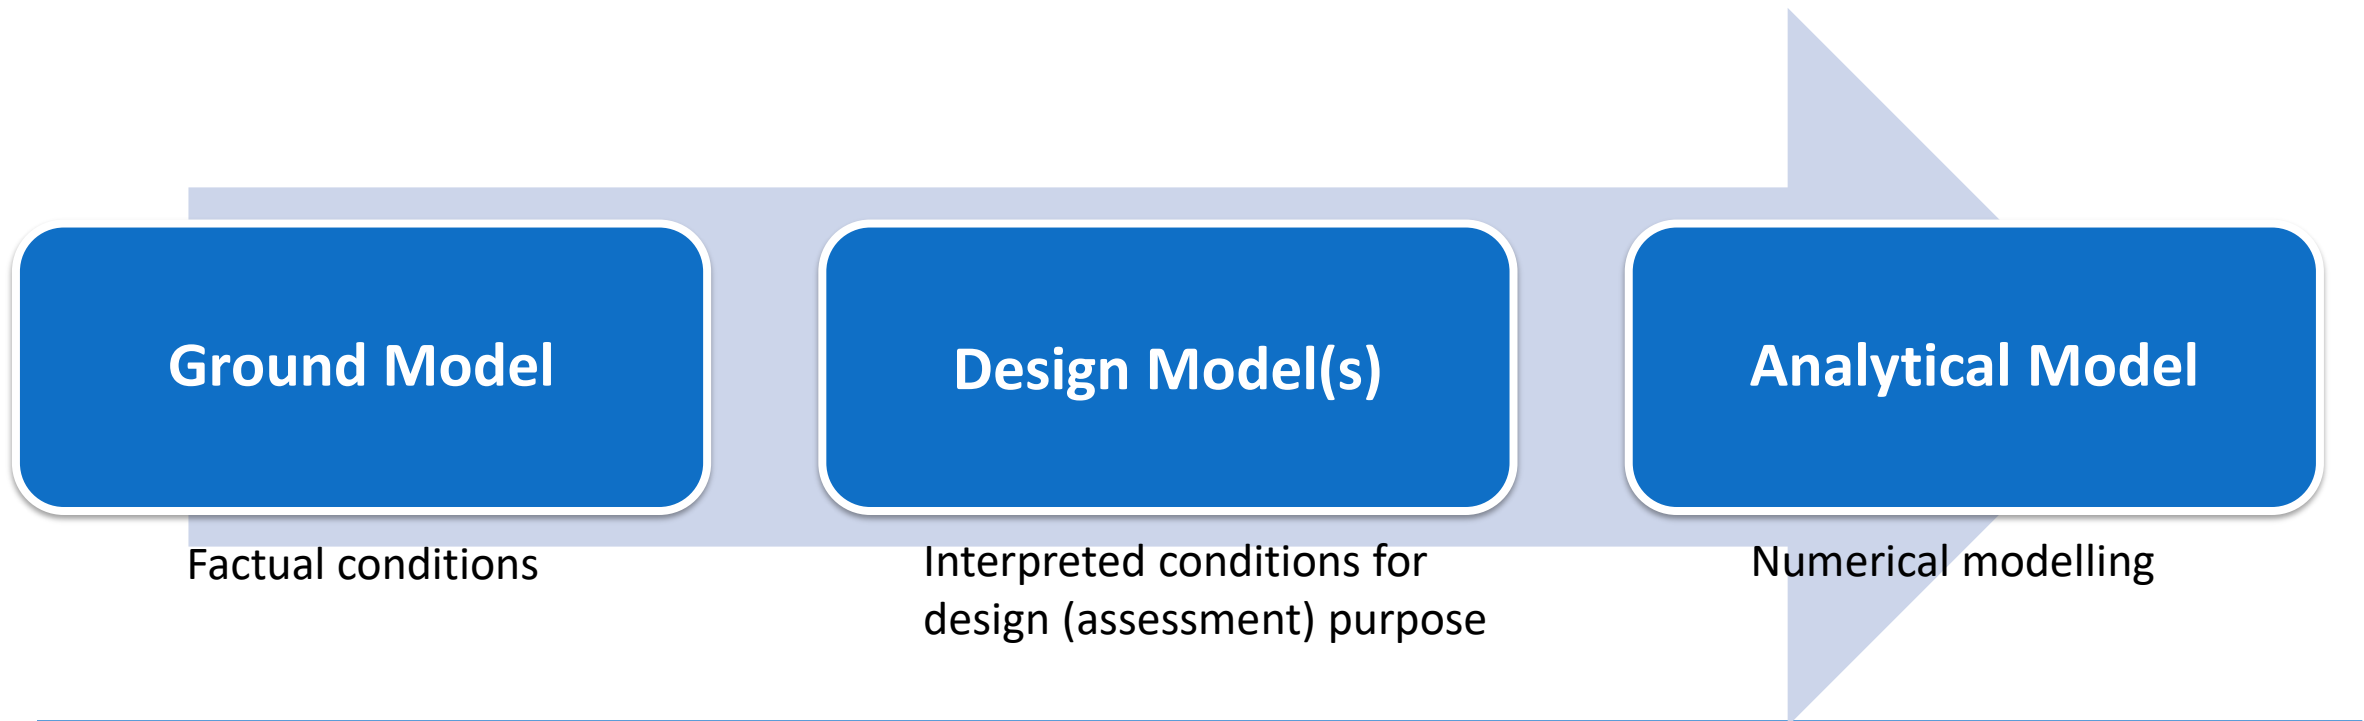 Ground Model
Design Model(s)
Analytical Model
Factual conditions
Interpreted conditions for
design (assessment) purpose
Numerical modelling